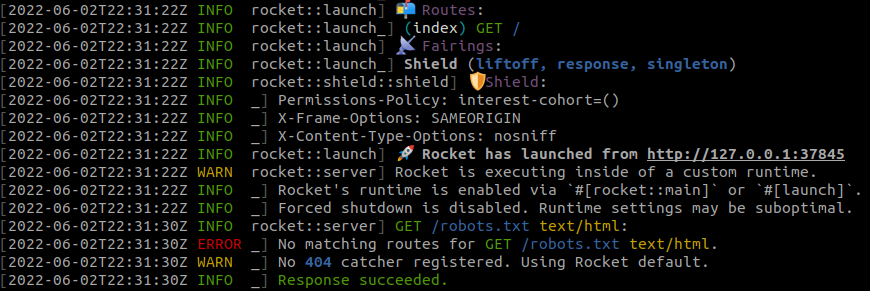 [2022-06-02T22:31:22Z INFO  rocket::launch] 📬 Routes:
[2022-06-02T22:31:22Z INFO  rocket::launch_] (index) GET /
[2022-06-02T22:31:22Z INFO  rocket::launch] 📡 Fairings:
[2022-06-02T22:31:22Z INFO  rocket::launch_] Shield (liftoff, response, singleton)
[2022-06-02T22:31:22Z INFO  rocket::shield::shield] 🛡️Shield:
[2022-06-02T22:31:22Z INFO  _] Permissions-Policy: interest-cohort=()
[2022-06-02T22:31:22Z INFO  _] X-Frame-Options: SAMEORIGIN
[2022-06-02T22:31:22Z INFO  _] X-Content-Type-Options: nosniff
[2022-06-02T22:31:22Z INFO  rocket::launch] 🚀 Rocket has launched from http://127.0.0.1:37845
[2022-06-02T22:31:22Z WARN  rocket::server] Rocket is executing inside of a custom runtime.
[2022-06-02T22:31:22Z INFO  _] Rocket's runtime is enabled via `#[rocket::main]` or `#[launch]`.
[2022-06-02T22:31:22Z INFO  _] Forced shutdown is disabled. Runtime settings may be suboptimal.
[2022-06-02T22:31:30Z INFO  rocket::server] GET /robots.txt text/html:
[2022-06-02T22:31:30Z ERROR _] No matching routes for GET /robots.txt text/html.
[2022-06-02T22:31:30Z WARN  _] No 404 catcher registered. Using Rocket default.
[2022-06-02T22:31:30Z INFO  _] Response succeeded.